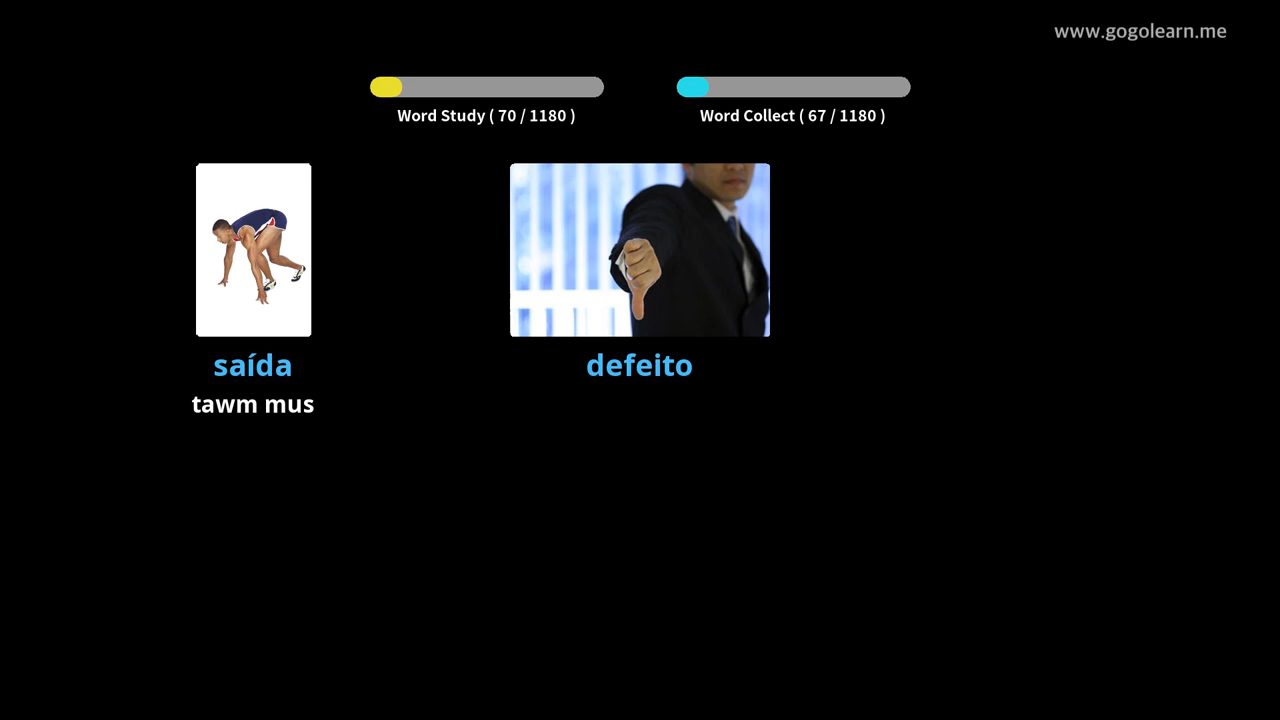 www.gogolearn.me
Word Study ( 70 / 1180 )
Word Collect ( 67 / 1180 )
saída
tawm mus
defeito